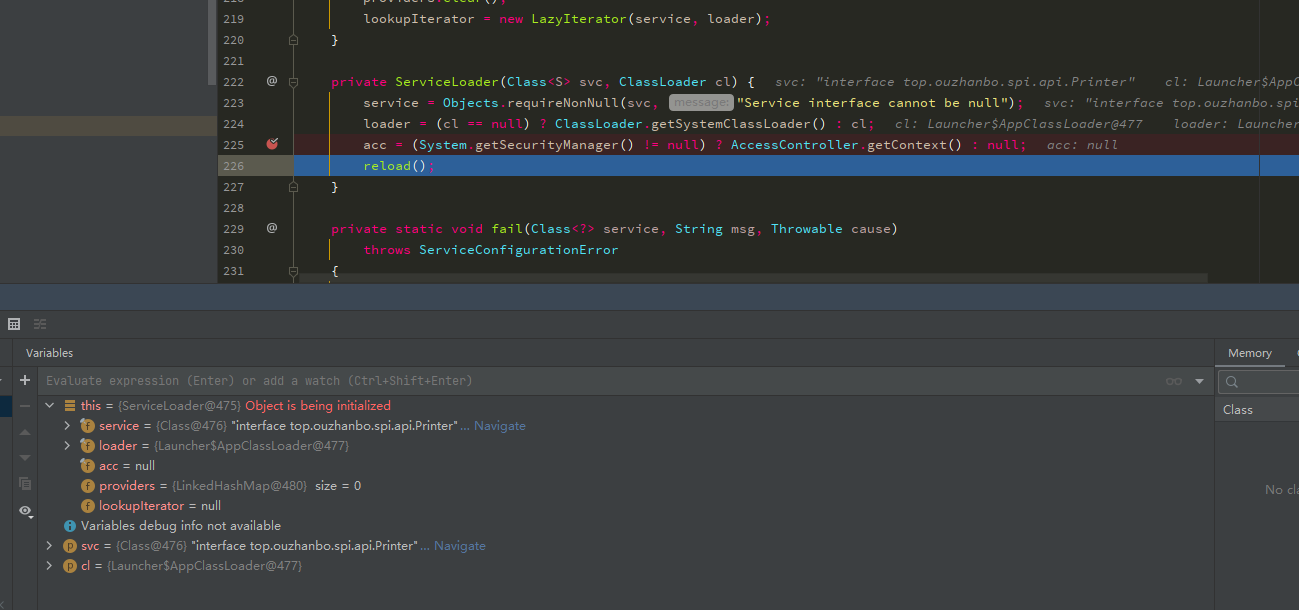 218 providers.clear();
219 lookupIterator = new LazyIterator(service, loader);
220 }
221
222 @ private ServiceLoader(Class<S> svc, ClassLoader cl) { svc: "interface top.ouzhanbo.spi.api.Printer" cl: Launcher$AppC
223 service = Objects.requireNonNull(svc, message: "Service interface cannot be null"); svc: "interface top.ouzhanbo.spi
224 loader = (cl == null) ? ClassLoader.getSystemClassLoader() : cl; cl: Launcher$AppClassLoader@477 loader: Launcher
225 acc = (System.getSecurityManager() != null) ? AccessController.getContext() : null; acc: null
226 reload();
227 }
228
229 @ private static void fail(Class<?> service, String msg, Throwable cause)
230 throws ServiceConfigurationError
231 {
Variables
Memory
Evaluate expression (Enter) or add a watch (Ctrl+Shift+Enter)
this = {ServiceLoader@475} Object is being initialized
Class
service = {Class@476} "interface top.ouzhanbo.spi.api.Printer" ... Navigate
loader = {Launcher$AppClassLoader@477}
acc = null
providers = {LinkedHashMap@480} size = 0
No cla
lookupIterator = null
Variables debug info not available
svc = {Class@476} "interface top.ouzhanbo.spi.api.Printer" ... Navigate
cl = {Launcher$AppClassLoader@477}